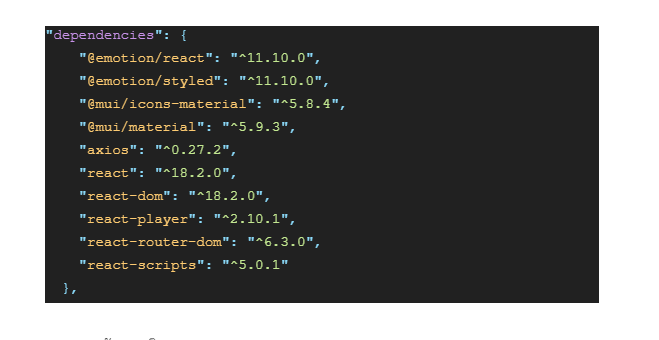 "dependencies": {
"@emotion/react": "^11.10.0",
"@emotion/styled": "^11.10.0",
"@mui/icons-material": "^5.8.4",
"@mui/material": "^5.9.3",
"axios": "^0.27.2",
"react": "^18.2.0",
"react-dom": "^18.2.0",
"react-player": "^2.10.1",
"react-router-dom": "^6.3.0",
"react-scripts": "^5.0.1"
},